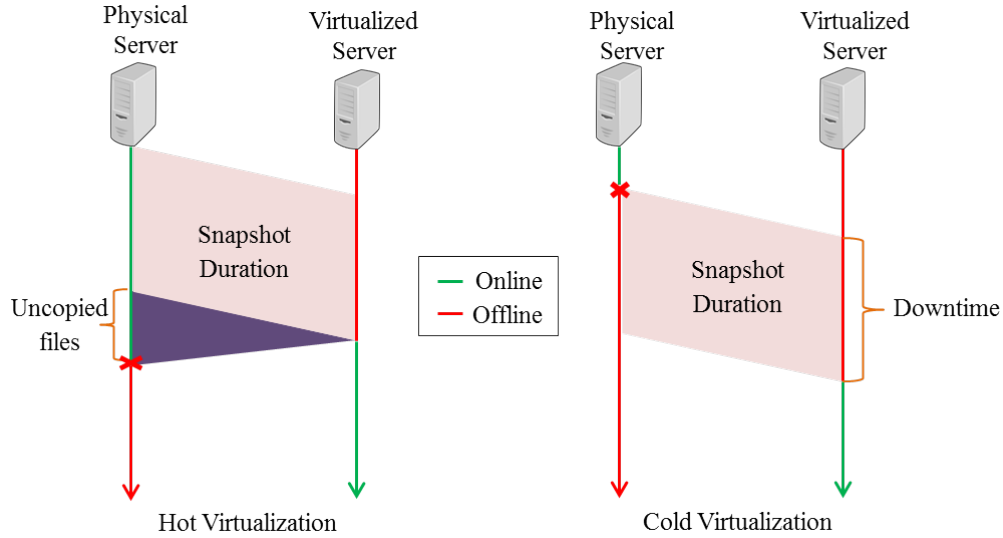 Physical
Server
Virtualized
Server
Physical
Server
Virtualized
Server
Snapshot
Duration
Uncopied
files
Online
Offline
Snapshot
Duration
Downtime
Hot Virtualization
Cold Virtualization